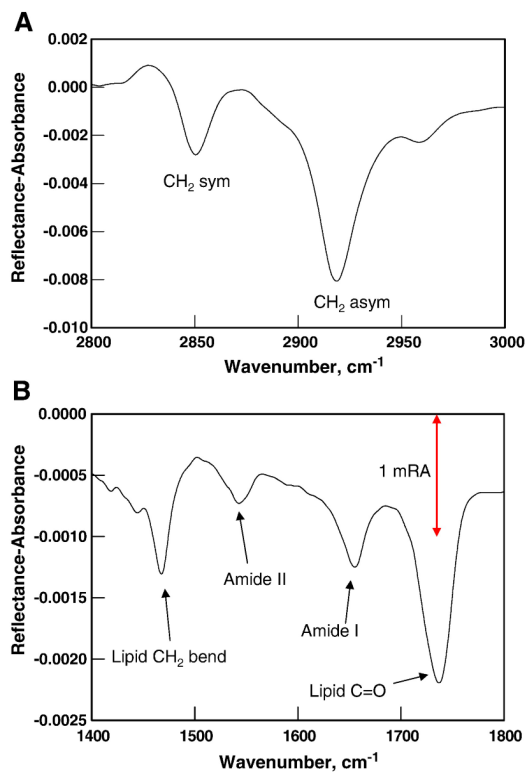 A
0.002
0.000
-0.002
-0.004
-0.006
-0.008
-0.010
Reflectance-Absorbance
CH₂ sym
CH₂ asym
2800 2850 2900 2950 3000
Wavenumber, cm⁻¹
B
0.0000
-0.0005
-0.0010
-0.0015
-0.0020
-0.0025
Reflectance-Absorbance
1 mRA
Amide II
Amide I
Lipid CH₂ bend
Lipid C=O
1400 1500 1600 1700 1800
Wavenumber, cm⁻¹